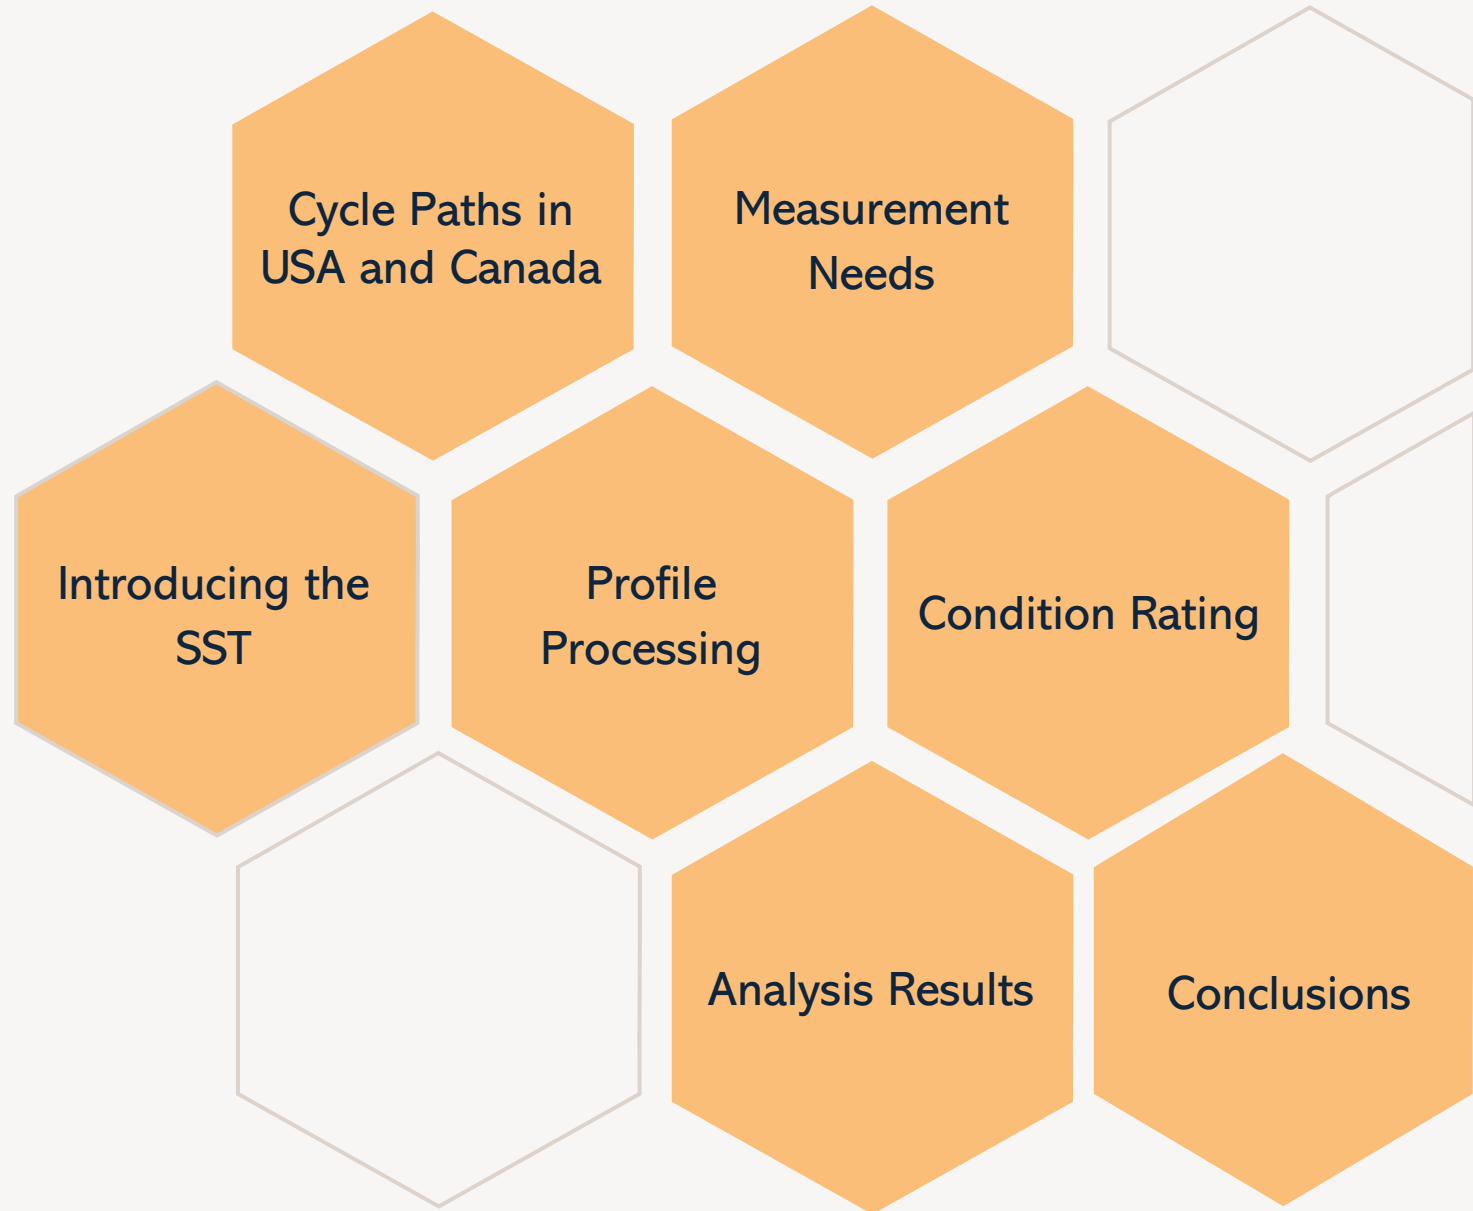 Cycle Paths in
USA and Canada
Measurement
Needs
Introducing the
SST
Profile
Processing
Condition Rating
Analysis Results
Conclusions